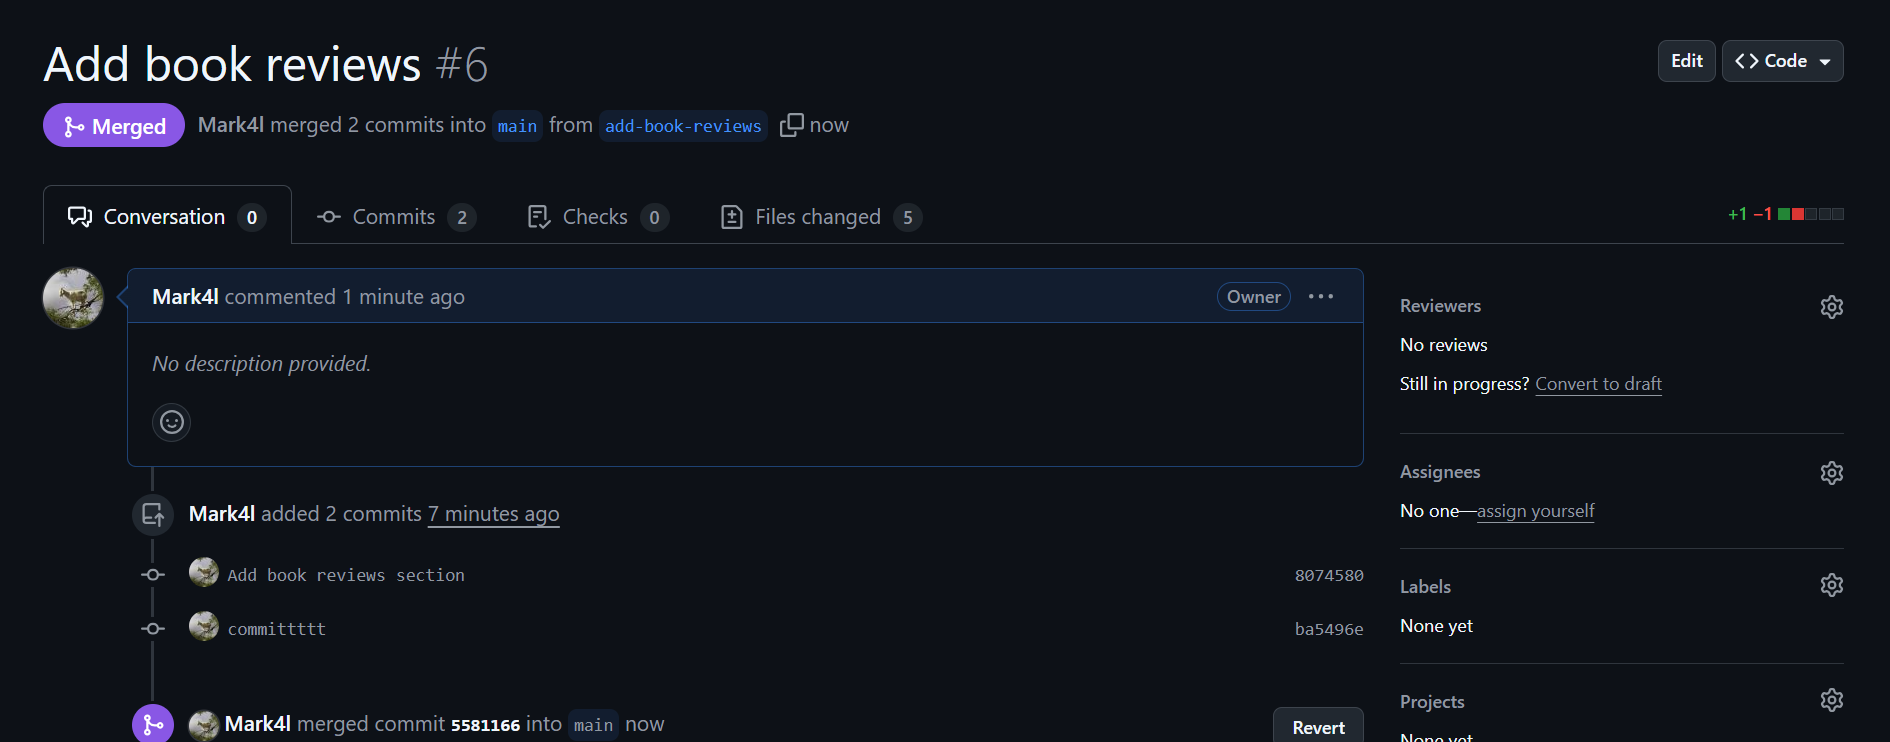 Add book reviews #6
Edit
Code
Merged
Mark4l merged 2 commits into main from add-book-reviews now
Conversation 0
Commits 2
Checks 0
Files changed 5
+1 −1
Mark4l commented 1 minute ago
Owner
No description provided.
Mark4l added 2 commits 7 minutes ago
Add book reviews section
8074580
committttt
ba5496e
Mark4l merged commit 5581166 into main now
Revert
Reviewers
No reviews
Still in progress? Convert to draft
Assignees
No one—assign yourself
Labels
None yet
Projects
None yet